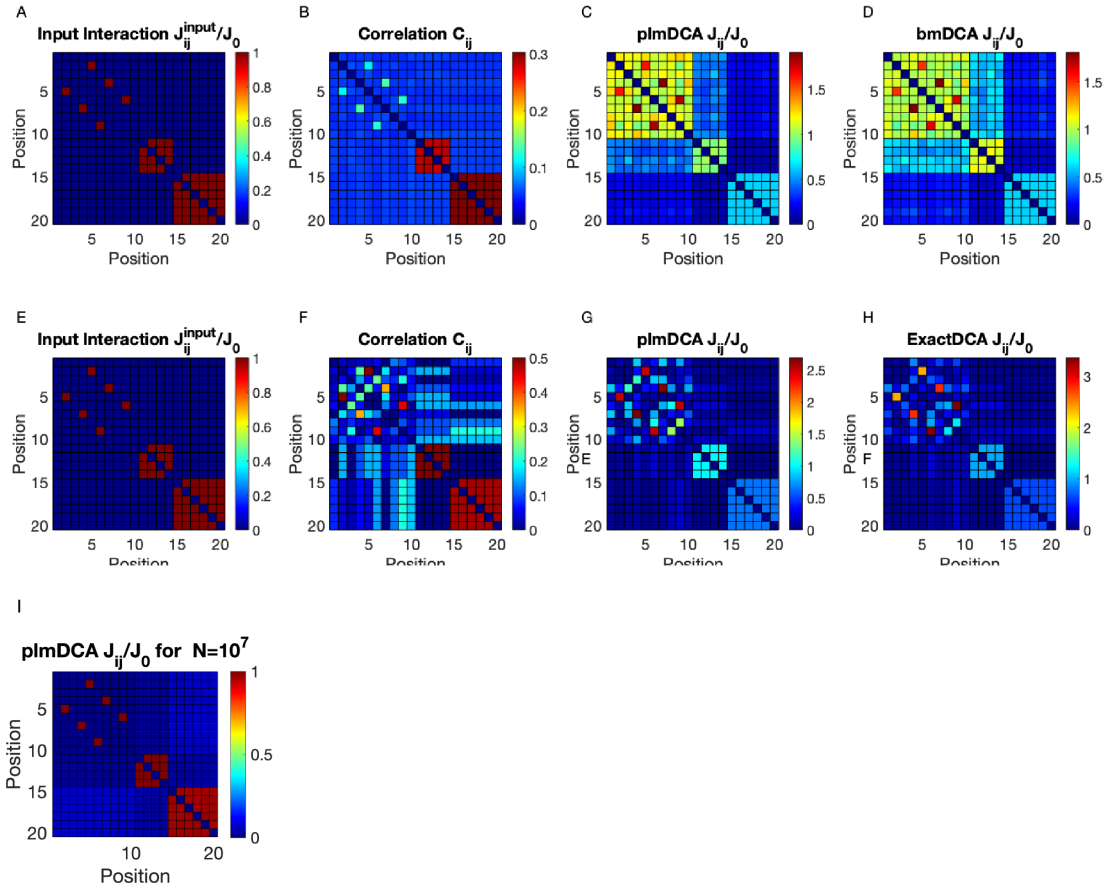 A
Input Interaction J_ij^input/J_0
Position
5
10
15
20
5 10 15 20
Position
0
0.2
0.4
0.6
0.8
1
B
Correlation C_ij
5
10
15
20
5 10 15 20
Position
0
0.1
0.2
0.3
C
plmDCA J_ij/J_0
Position
5
10
15
20
5 10 15 20
Position
0.5
1
1.5
D
bmDCA J_ij/J_0
Position
5
10
15
20
5 10 15 20
Position
0
0.5
1
1.5
E
Input Interaction J_ij^input/J_0
Position
5
10
15
20
5 10 15 20
Position
0
0.2
0.4
0.6
0.8
1
F
Correlation C_ij
Position
5
10
15
20
5 10 15 20
Position
0
0.1
0.2
0.3
0.4
0.5
G
plmDCA J_ij/J_0
Position
5
10
15
20
5 10 15 20
Position
0
0.5
1
1.5
2
2.5
E
H
ExactDCA J_ij/J_0
Position
5
10
15
20
5 10 15 20
Position
0
1
2
3
F
I
plmDCA J_ij/J_0 for N=10^7
Position
5
10
15
20
10 20
Position
0
0.5
1